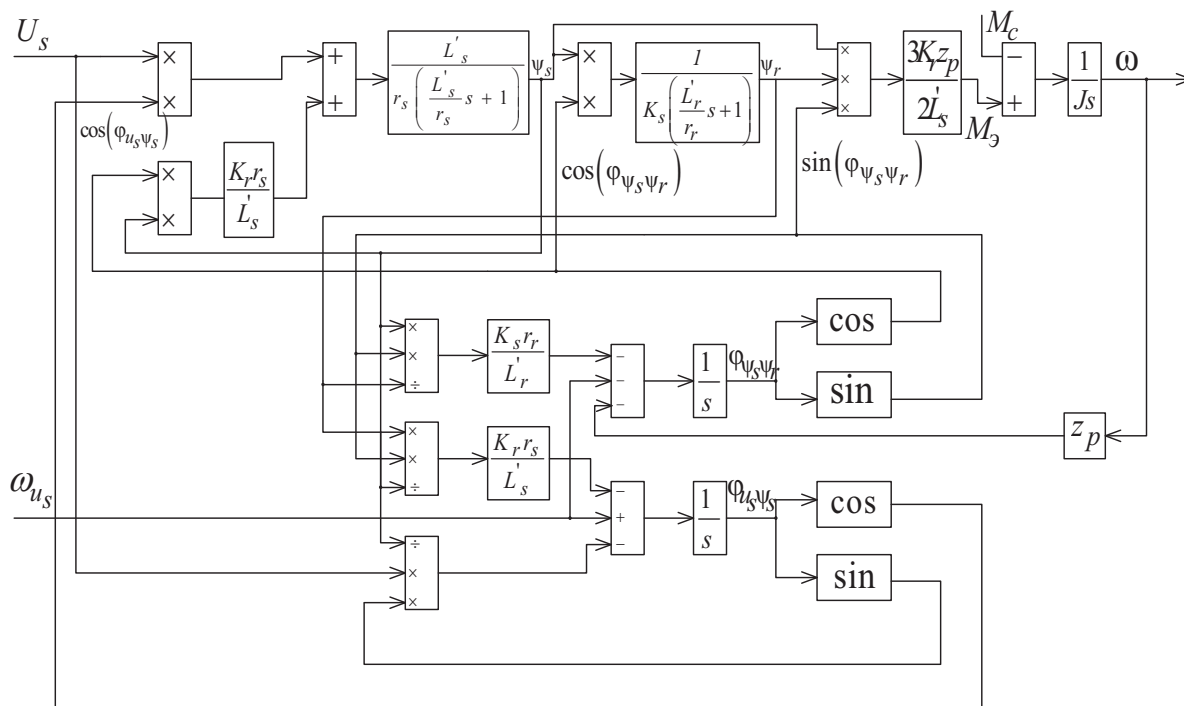 U_s
×
×
cos(φ_{u_sψ_s})
+
+
L'_s / r_s(L'_s/r_s s + 1)
ψ_s
×
×
cos(φ_{ψ_sψ_r})
1 / K_s(L'_r/r_r s+1)
ψ_r
×
×
×
sin(φ_{ψ_sψ_r})
3K_r z_p / 2L'_s
M_э
M_c
−
+
1 / Js
ω
×
×
K_r r_s / L'_s
×
×
÷
K_s r_r / L'_r
−
−
−
1 / s
φ_{ψ_sψ_r}
cos
sin
z_p
×
×
÷
K_r r_s / L'_s
ω_{u_s}
−
+
−
1 / s
φ_{u_sψ_s}
cos
sin
÷
×
×